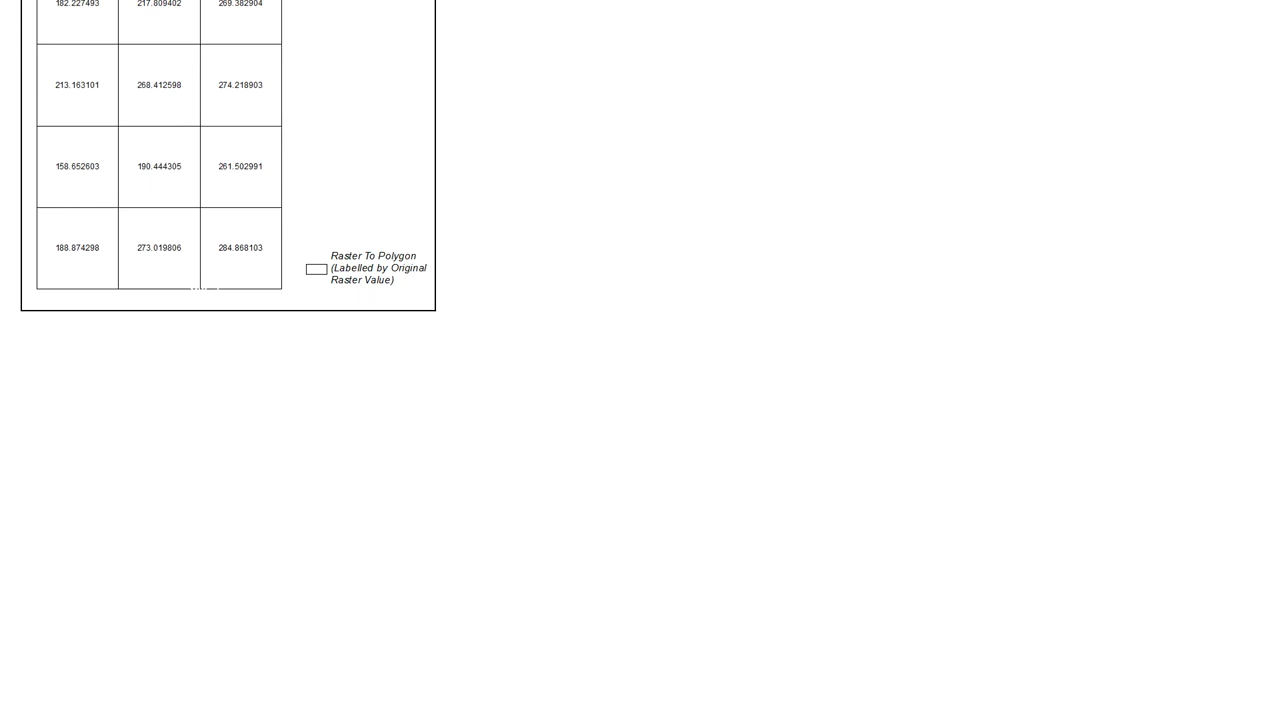 182.227493 217.809402 269.382904
213.163101 268.412598 274.218903
158.652603 190.444305 261.502991
188.874298 273.019806 284.868103
Raster To Polygon
(Labelled by Original
Raster Value)